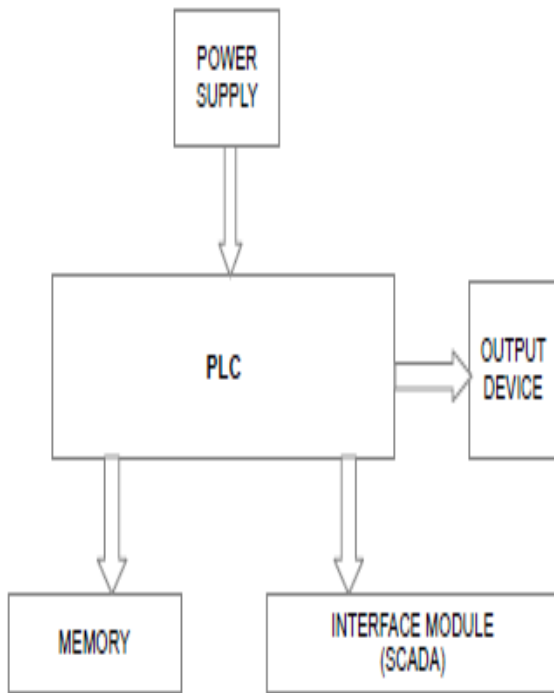 POWER
SUPPLY
PLC
OUTPUT
DEVICE
MEMORY
INTERFACE MODULE
(SCADA)